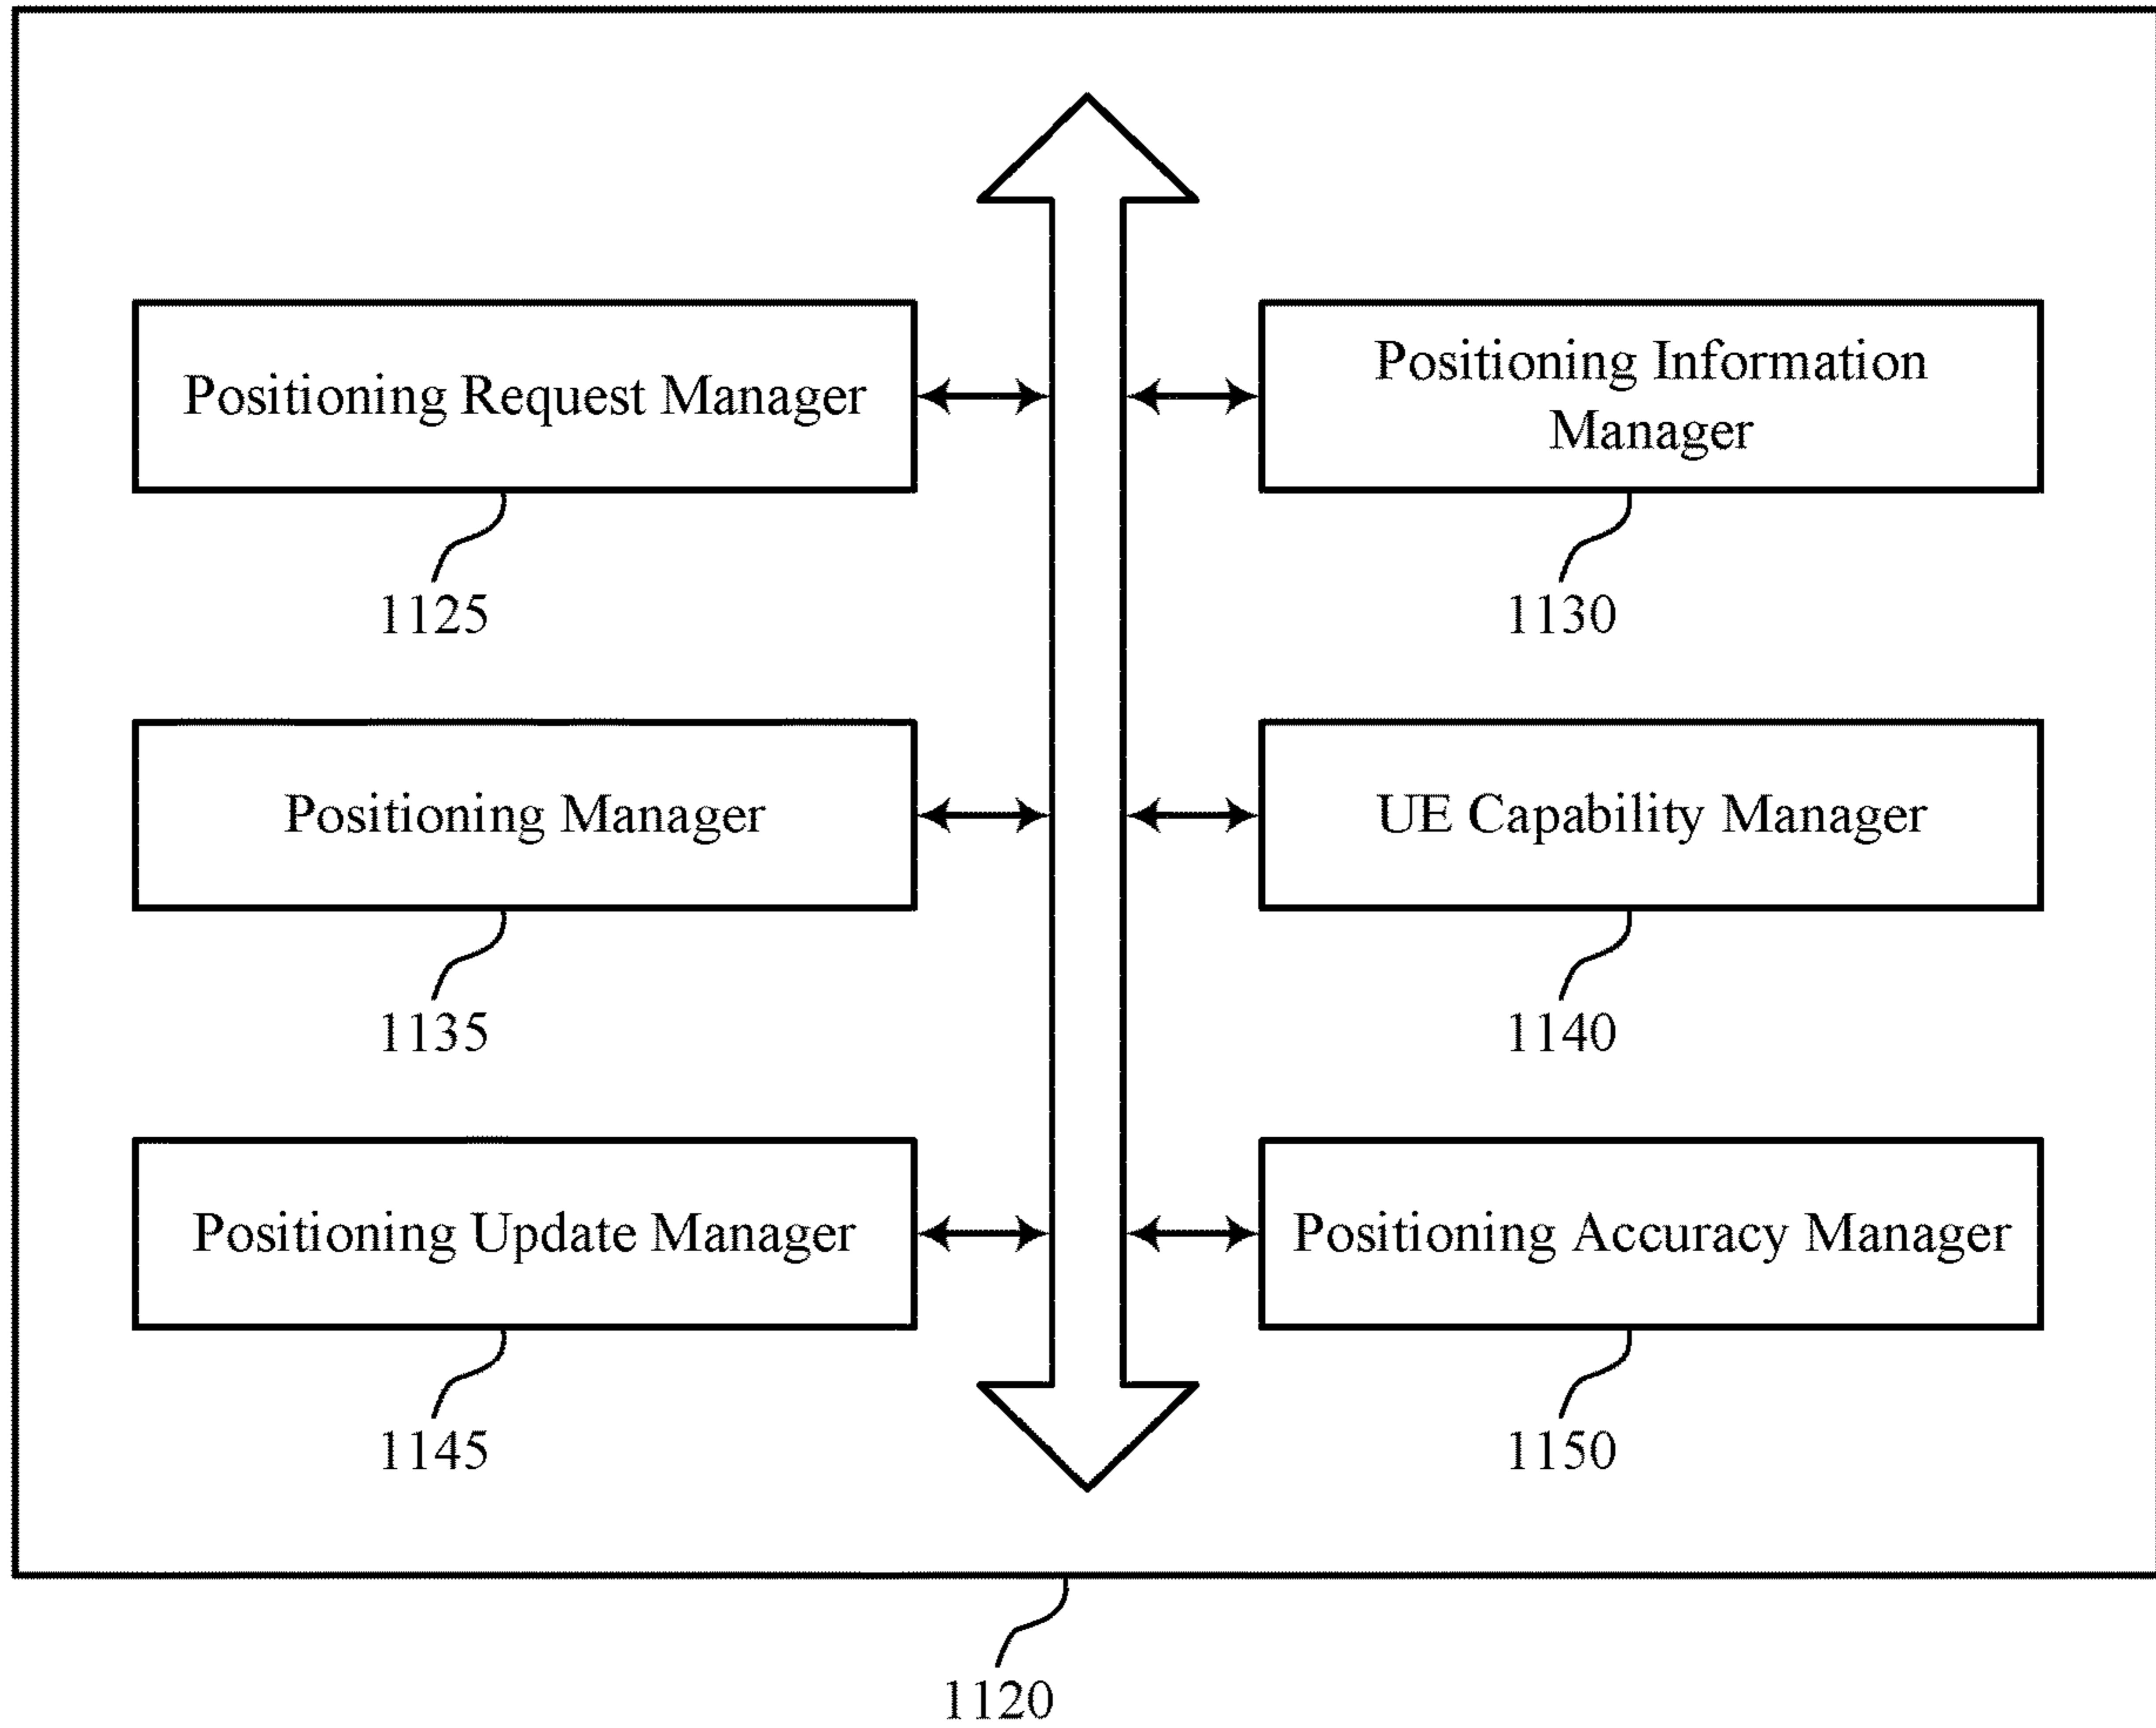 Positioning Request Manager
1125
Positioning Information
Manager
1130
Positioning Manager
1135
UE Capability Manager
1140
Positioning Update Manager
1145
Positioning Accuracy Manager
1150
1120